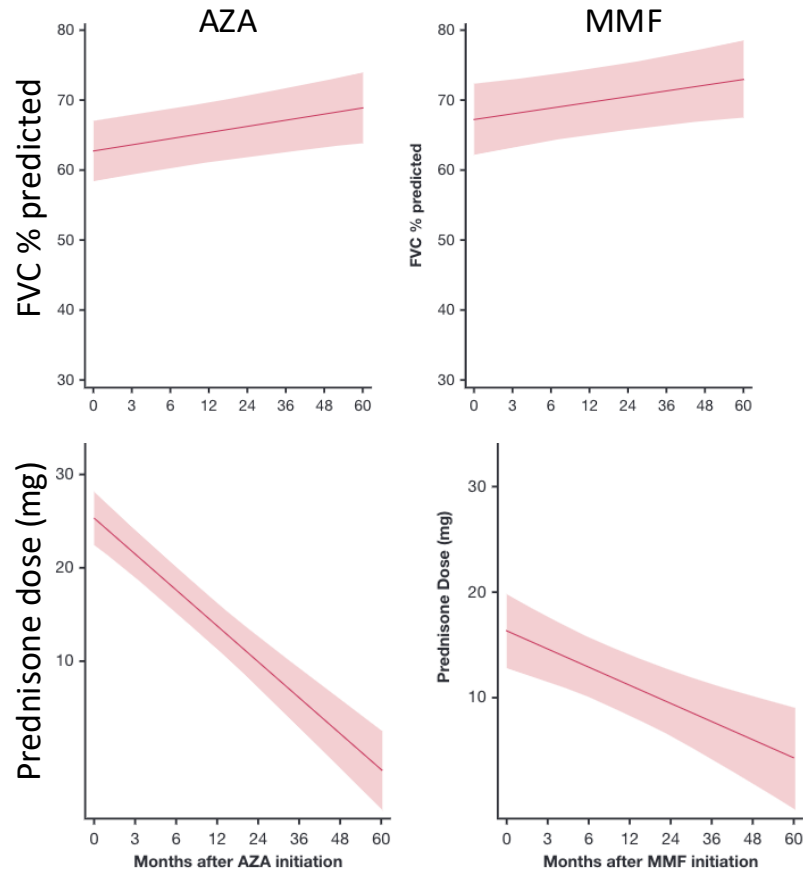 AZA
MMF
FVC % predicted
80
70
60
50
40
30
0 3 6 12 24 36 48 60
FVC % predicted
80
70
60
50
40
30
0 3 6 12 24 36 48 60
Prednisone dose (mg)
30
20
10
0 3 6 12 24 36 48 60
Months after AZA initiation
Prednisone Dose (mg)
30
20
10
0 3 6 12 24 36 48 60
Months after MMF initiation